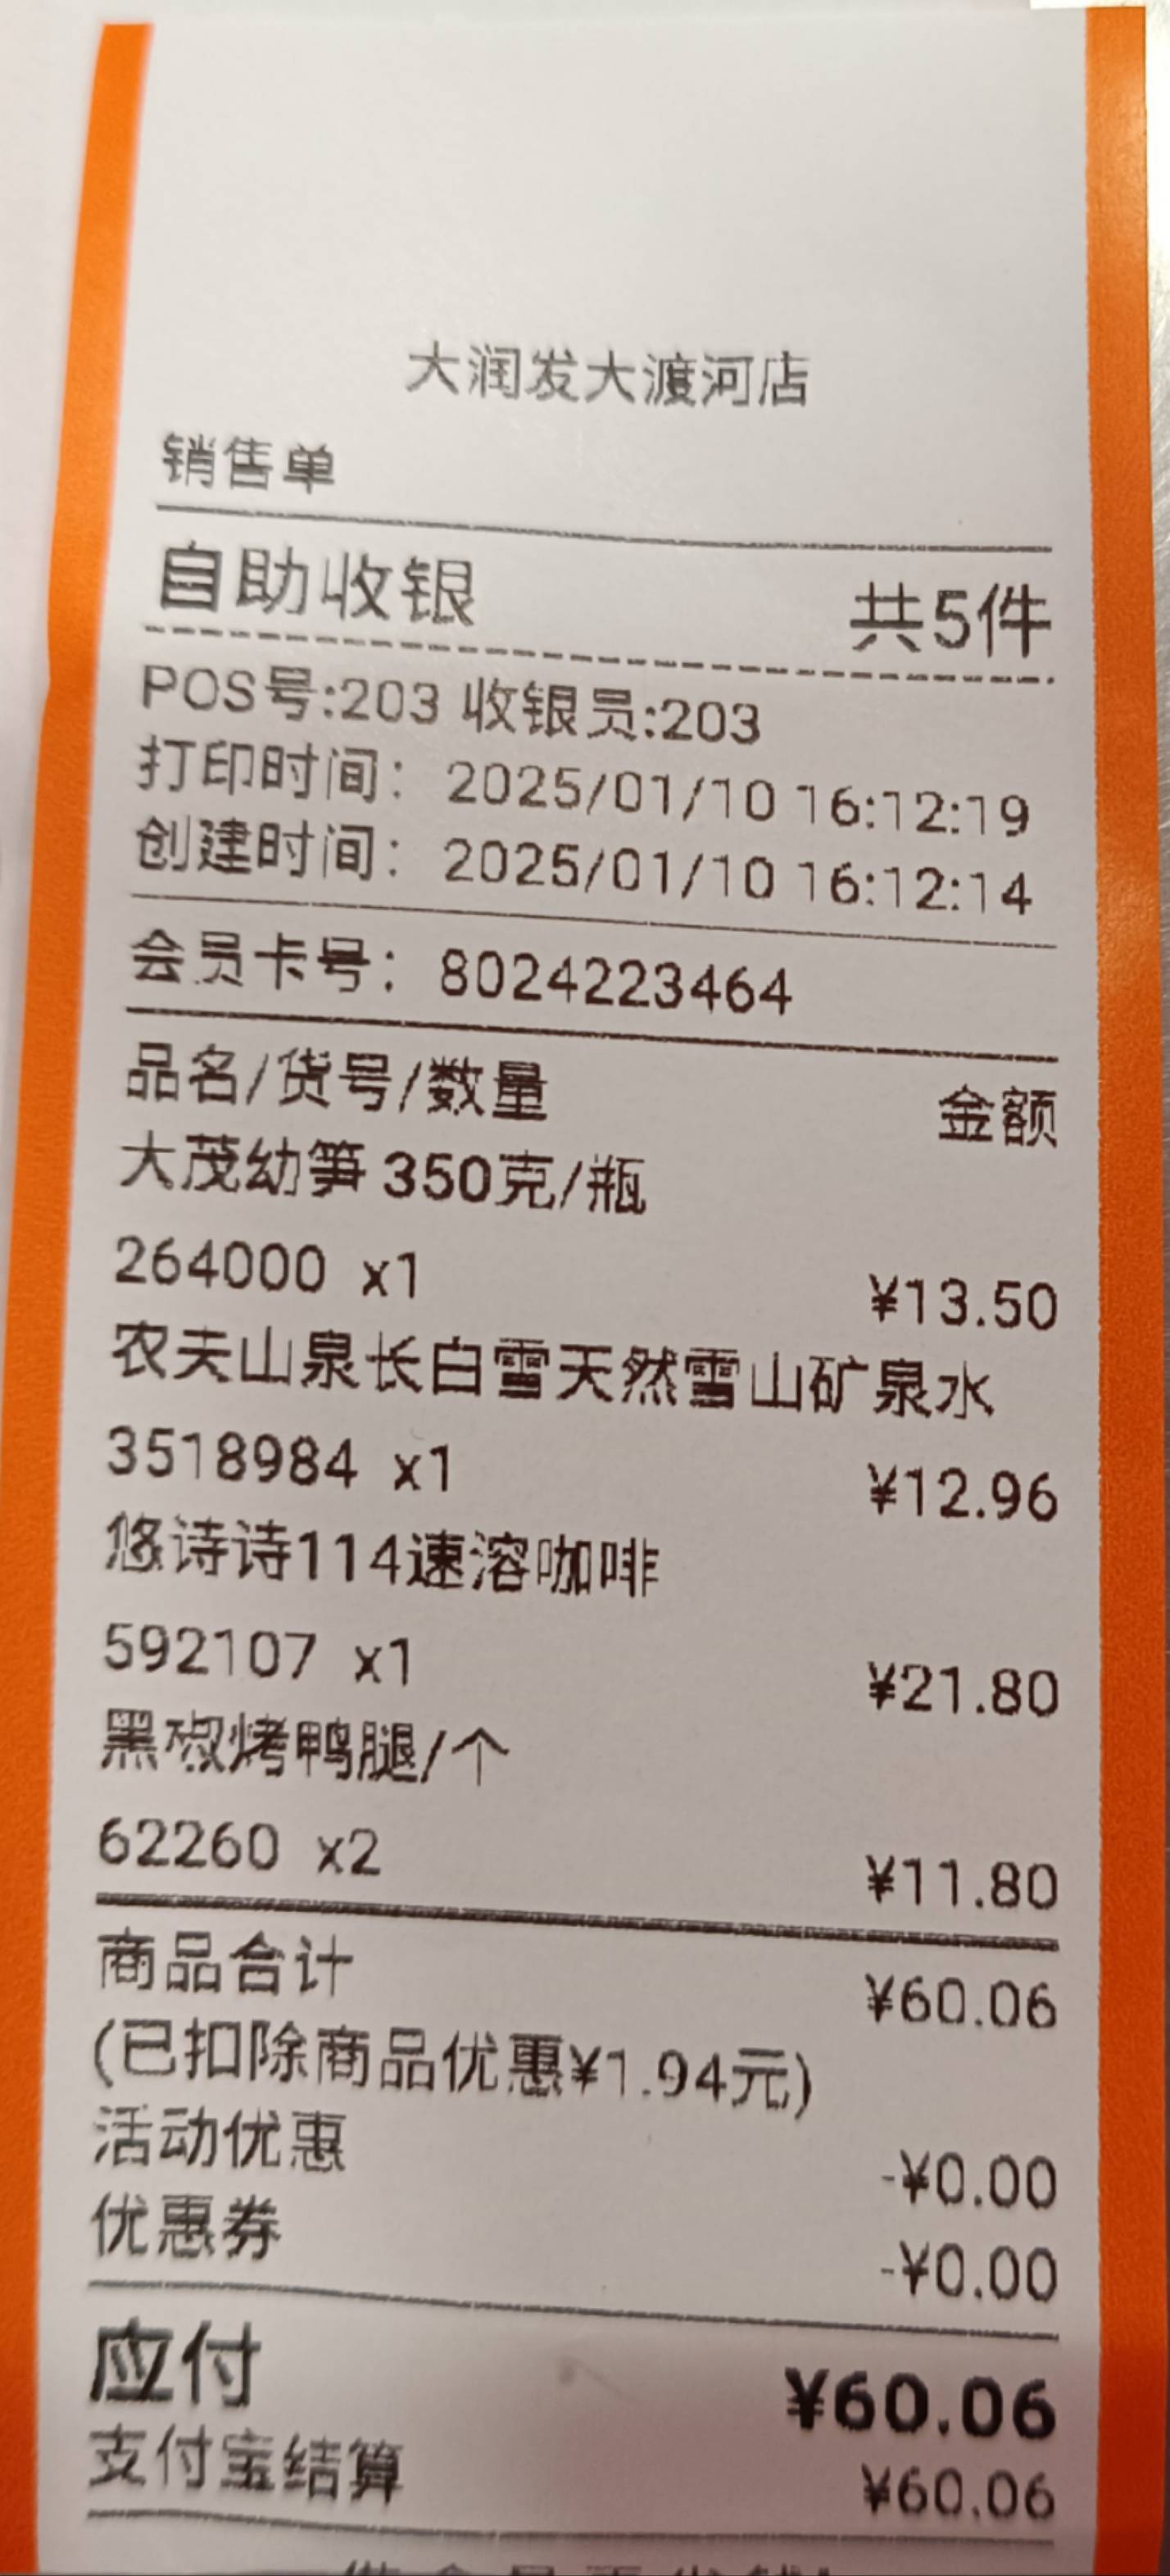 大润发大渡河店
销售单
自助收银 共5件
POS号:203 收银员:203
打印时间: 2025/01/10 16:12:19
创建时间: 2025/01/10 16:12:14
会员卡号: 8024223464
品名/货号/数量 金额
大茂幼笋 350克/瓶
264000 x1 ¥13.50
农夫山泉长白雪天然雪山矿泉水
3518984 x1 ¥12.96
悠诗诗114速溶咖啡
592107 x1 ¥21.80
黑椒烤鸭腿/个
62260 x2 ¥11.80
商品合计 ¥60.06
(已扣除商品优惠¥1.94元)
活动优惠 -¥0.00
优惠券 -¥0.00
应付 ¥60.06
支付宝结算 ¥60.06